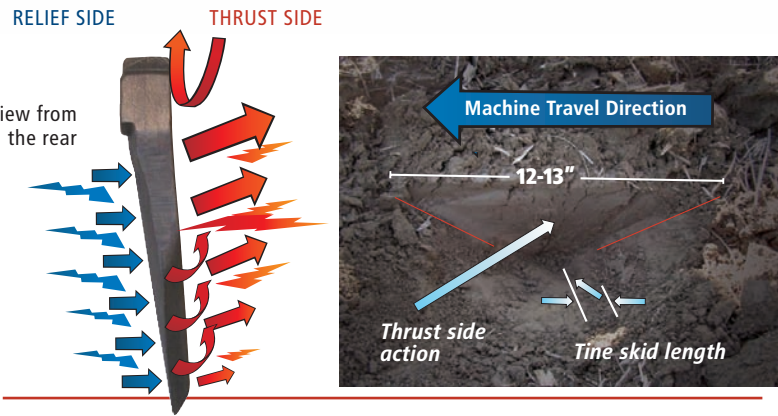 RELIEF SIDE
THRUST SIDE
iew from
the rear
Machine Travel Direction
12-13”
Thrust side
action
Tine skid length